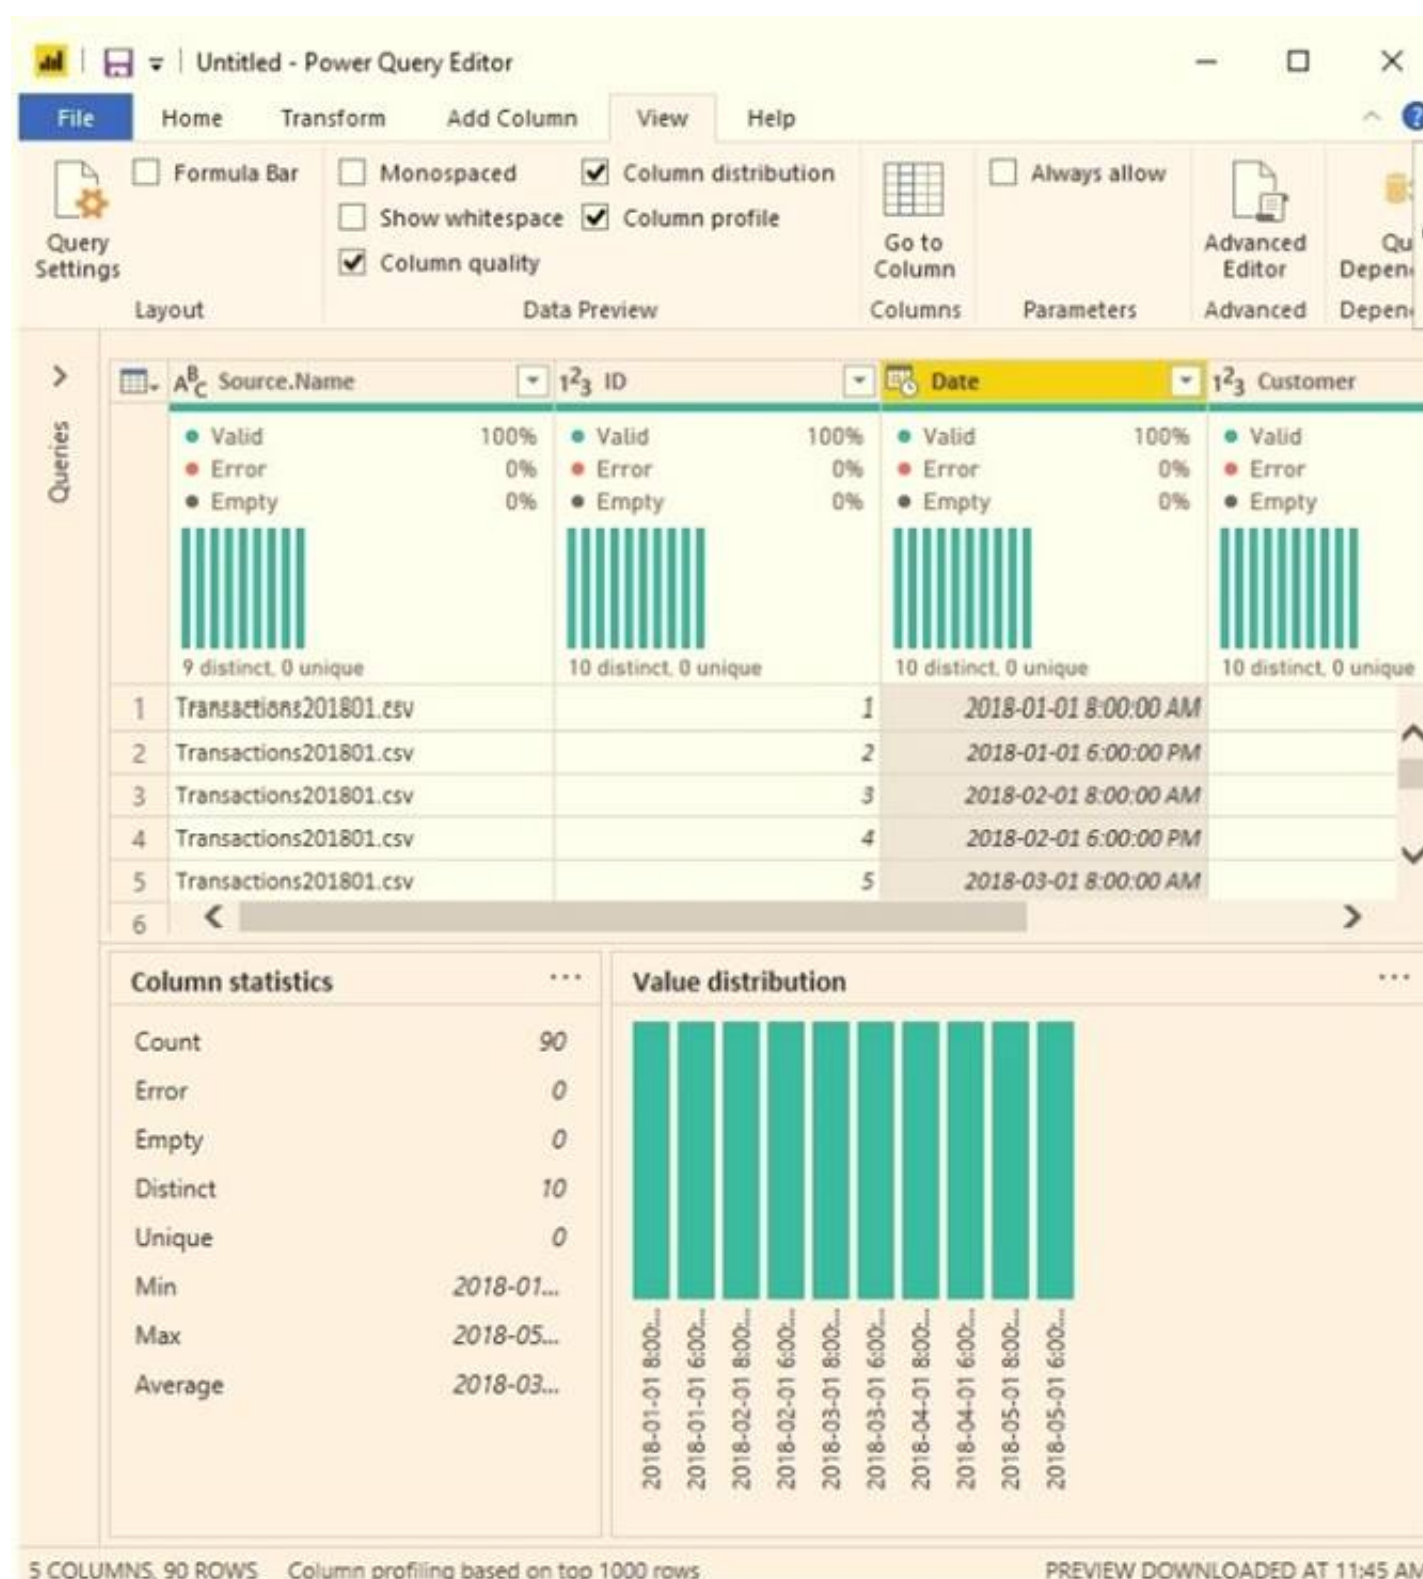 Untitled - Power Query Editor
File Home Transform Add Column View Help
Formula Bar
Monospaced
Column distribution
Always allow
Show whitespace
Column profile
Column quality
Query
Settings
Go to
Column
Advanced
Editor
Qu
Depen
Layout
Data Preview
Columns
Parameters
Advanced
Depen
Queries
Source.Name
ID
Date
Custom
Valid 100% Valid 100% Valid 100% Valid
Error 0% Error 0% Error 0% Error
Empty 0% Empty 0% Empty 0% Empty
9 distinct, 0 unique 10 distinct, 0 unique 10 distinct, 0 unique 10 distinct, 0 unique
1 Transactions201801.csv 1 2018-01-01 8:00:00 AM
2 Transactions201801.csv 2 2018-01-01 6:00:00 PM
3 Transactions201801.csv 3 2018-02-01 8:00:00 AM
4 Transactions201801.csv 4 2018-02-01 6:00:00 PM
5 Transactions201801.csv 5 2018-03-01 8:00:00 AM
6
Column statistics ...
Count 90
Error 0
Empty 0
Distinct 10
Unique 0
Min 2018-01...
Max 2018-05...
Average 2018-03...
Value distribution ...
2018-01-01 8:00:...
2018-01-01 6:00:...
2018-02-01 8:00:...
2018-02-01 6:00:...
2018-03-01 8:00:...
2018-03-01 6:00:...
2018-04-01 8:00:...
2018-04-01 6:00:...
2018-05-01 8:00:...
2018-05-01 6:00:...
5 COLUMNS, 90 ROWS Column profiling based on top 1000 rows
PREVIEW DOWNLOADED AT 11:45 AM